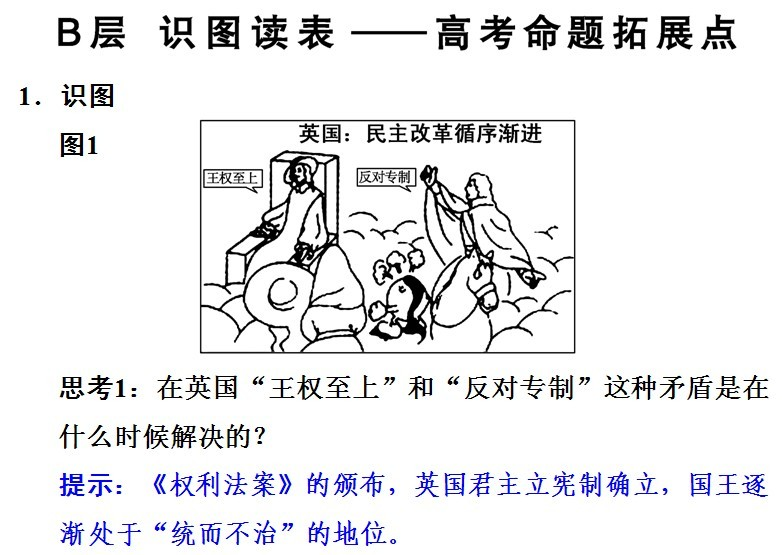 B层 识图读表——高考命题拓展点
1．识图
图1
英国：民主改革循序渐进
王权至上
反对专制
思考1：在英国“王权至上”和“反对专制”这种矛盾是在
什么时候解决的？
提示：《权利法案》的颁布，英国君主立宪制确立，国王逐
渐处于“统而不治”的地位。